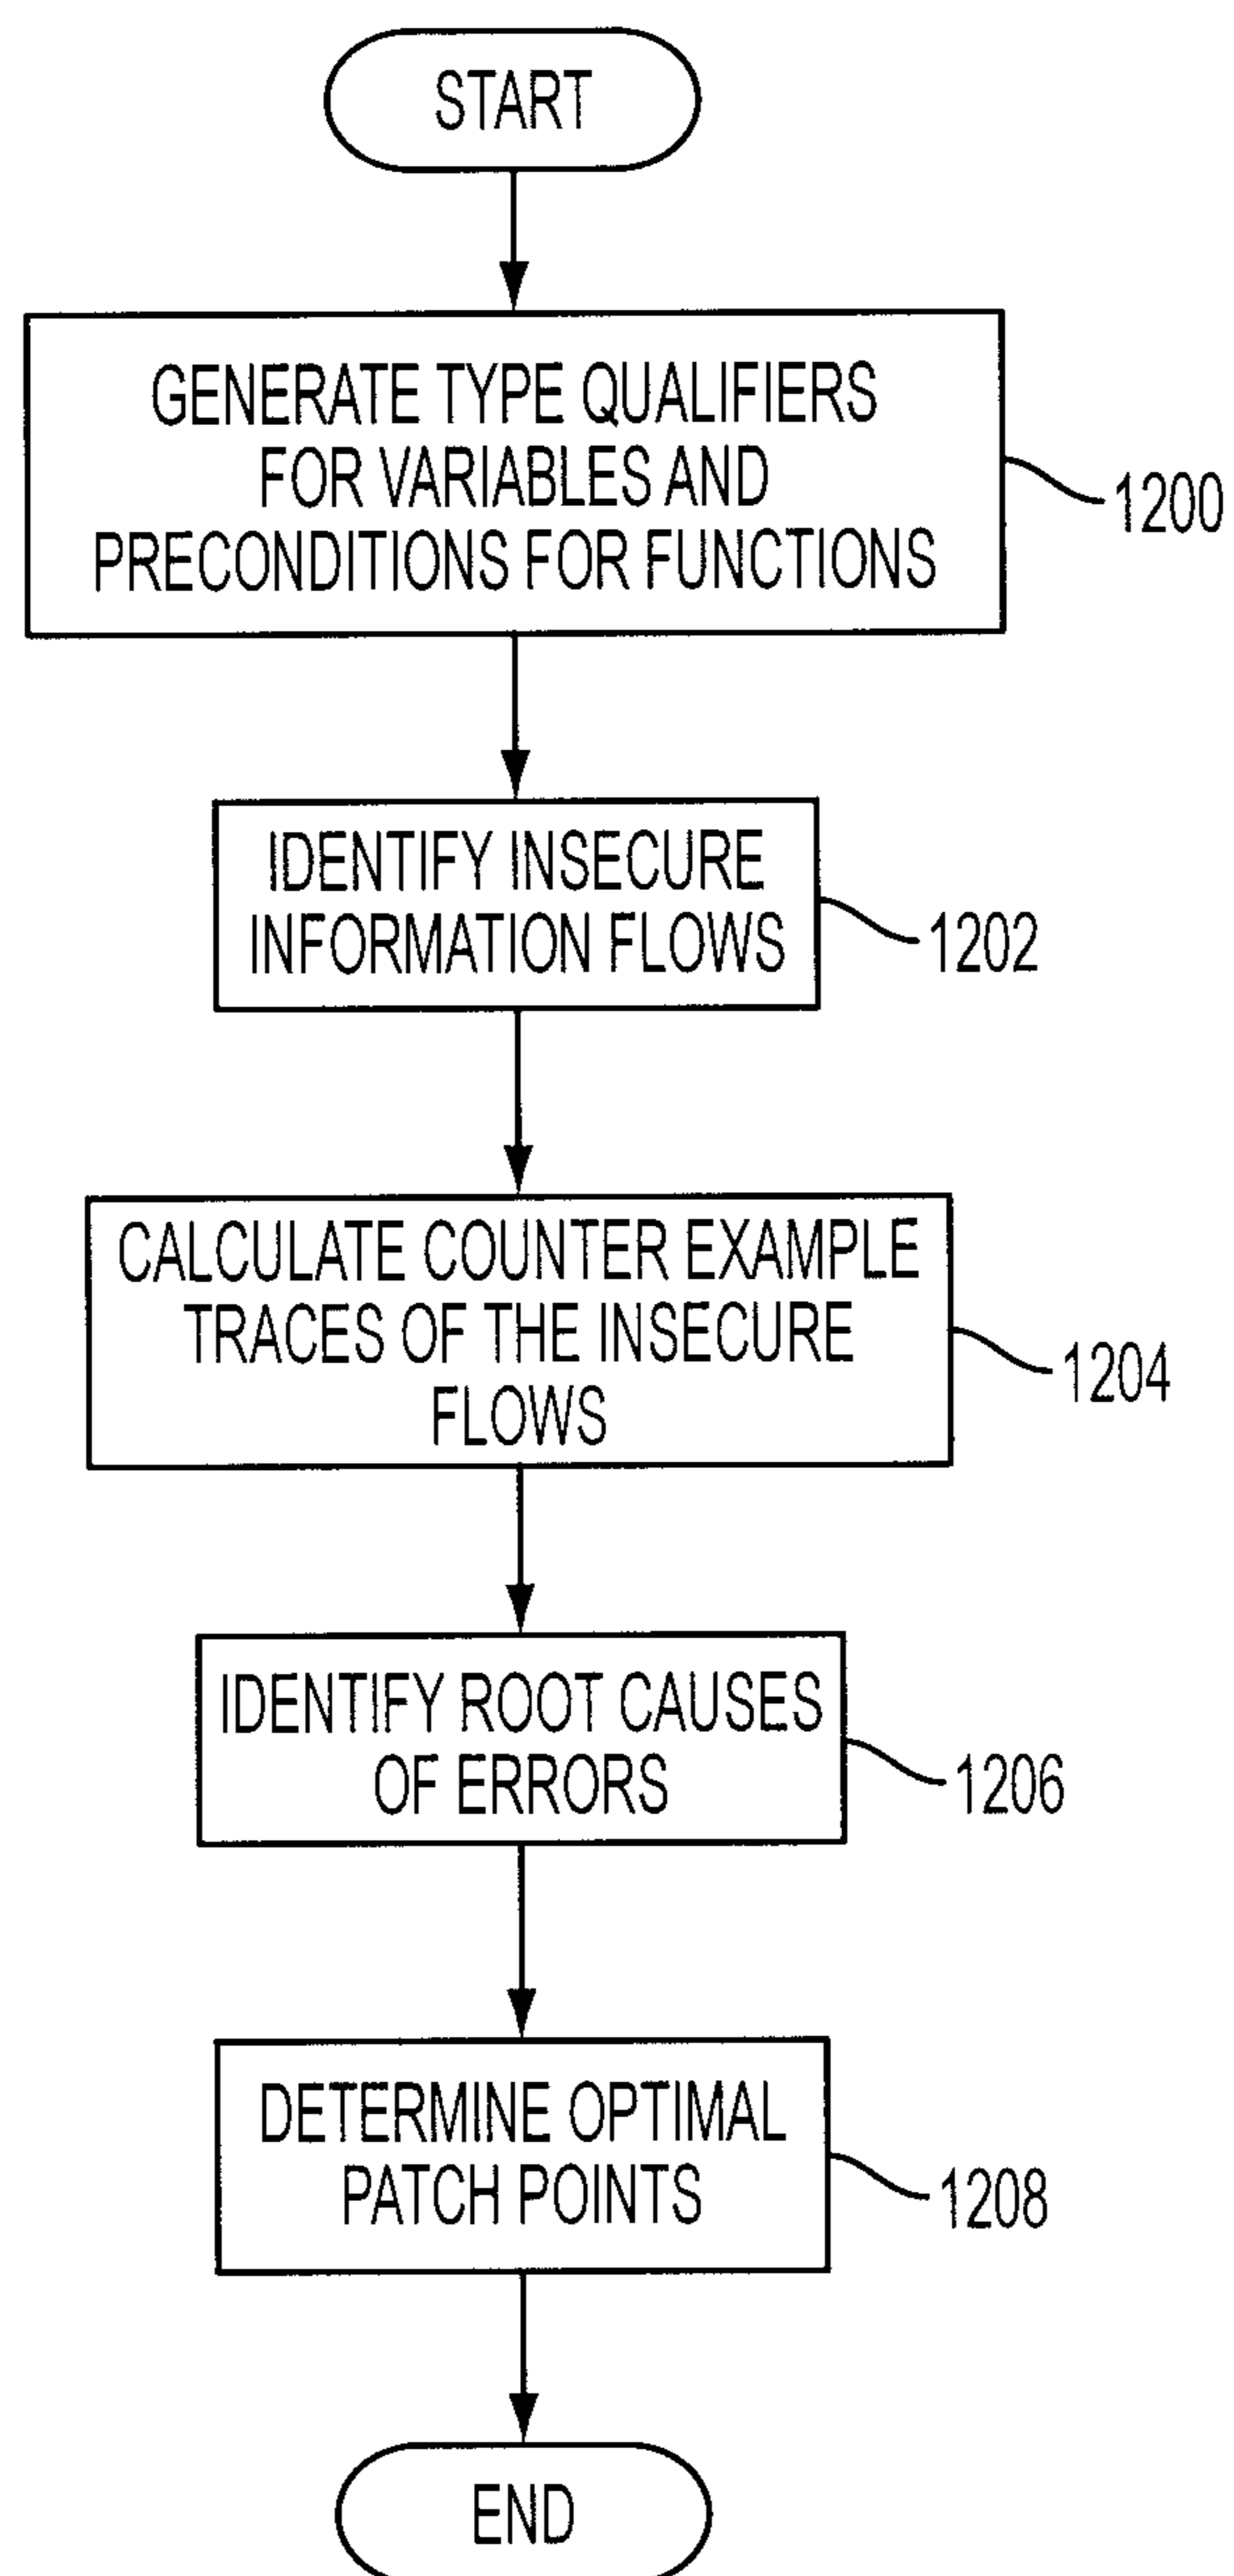 START
GENERATE TYPE QUALIFIERS
FOR VARIABLES AND
PRECONDITIONS FOR FUNCTIONS
1200
IDENTIFY INSECURE
INFORMATION FLOWS
1202
CALCULATE COUNTER EXAMPLE
TRACES OF THE INSECURE
FLOWS
1204
IDENTIFY ROOT CAUSES
OF ERRORS
1206
DETERMINE OPTIMAL
PATCH POINTS
1208
END